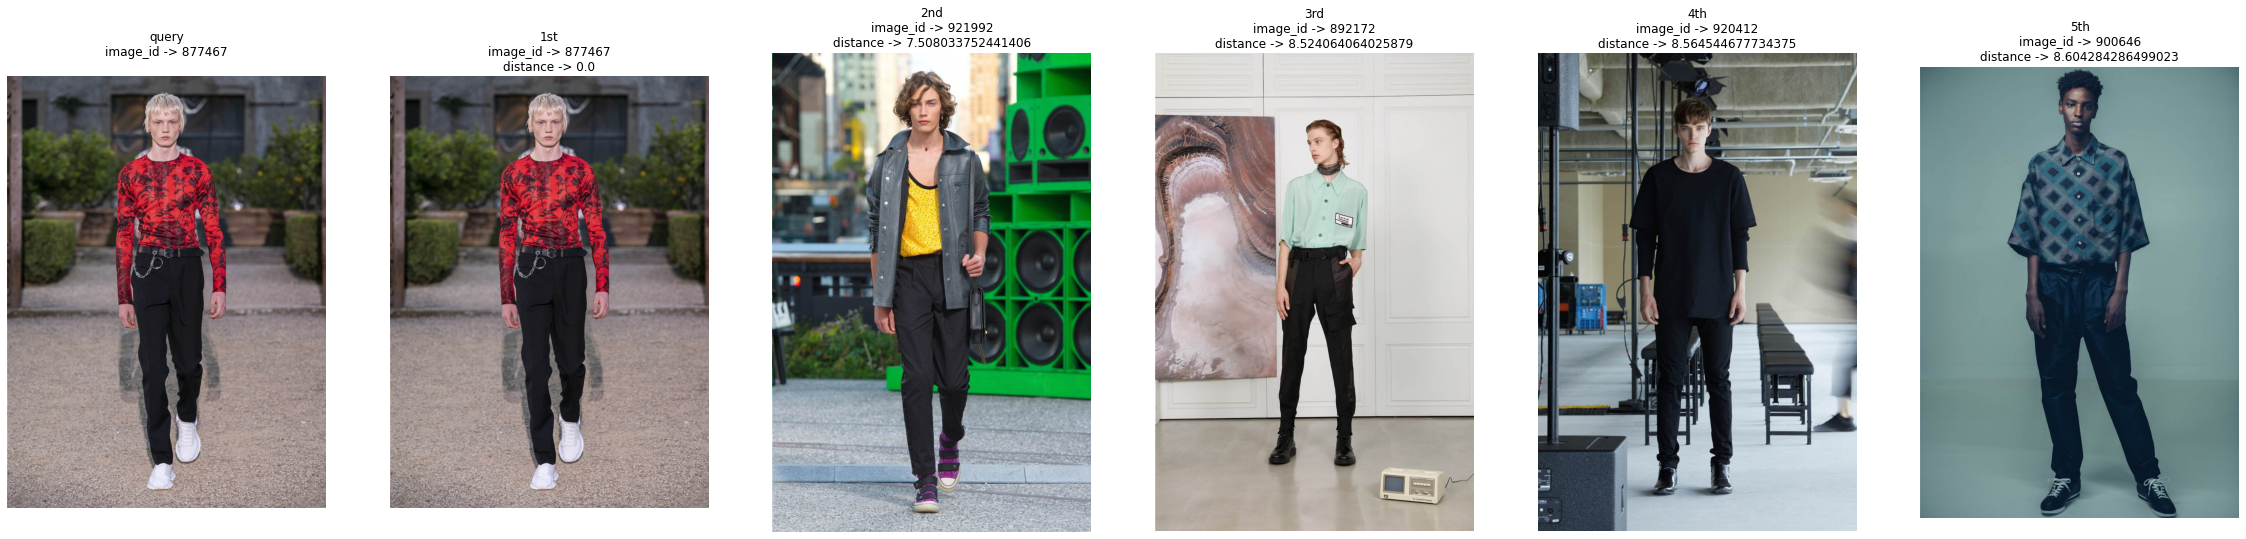 query
image_id -> 877467
1st
image_id -> 877467
distance -> 0.0
2nd
image_id -> 921992
distance -> 7.508033752441406
3rd
image_id -> 892172
distance -> 8.524064064025879
4th
image_id -> 920412
distance -> 8.564544677734375
5th
image_id -> 900646
distance -> 8.604284286499023